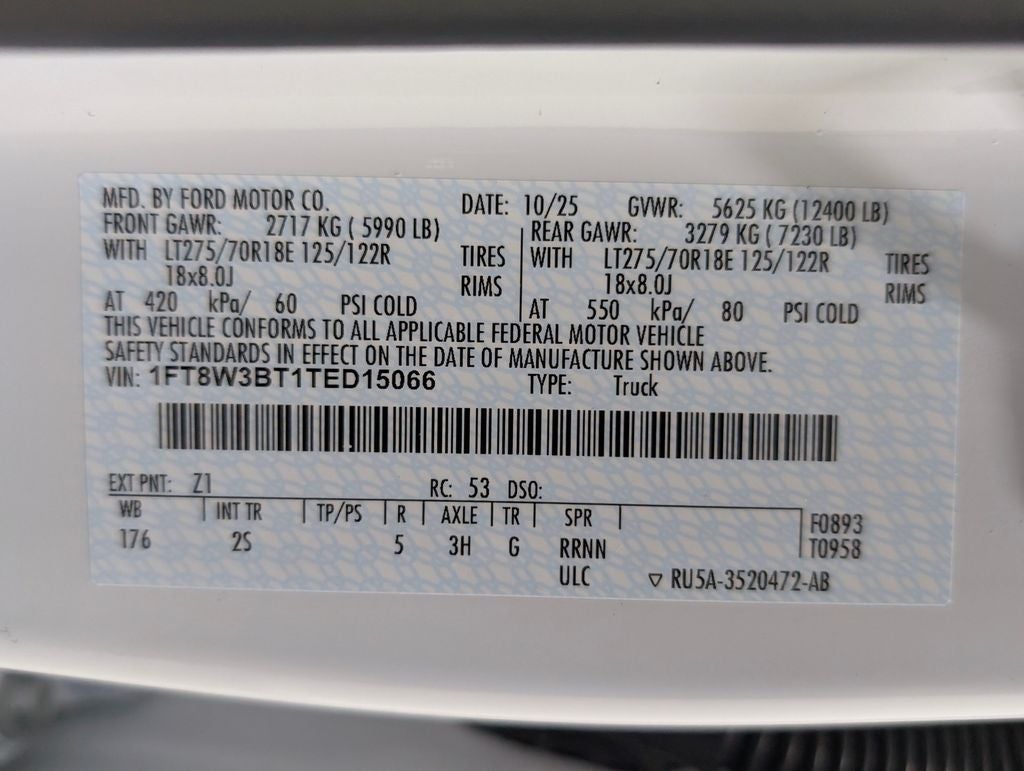 MFD. BY FORD MOTOR CO. DATE: 10/25 GVWR: 5625 KG (12400 LB)
FRONT GAWR: 2717 KG ( 5990 LB) REAR GAWR: 3279 KG ( 7230 LB)
WITH LT275/70R18E 125/122R TIRES WITH LT275/70R18E 125/122R TIRES
18x8.0J RIMS 18x8.0J RIMS
AT 420 kPa/ 60 PSI COLD AT 550 kPa/ 80 PSI COLD
THIS VEHICLE CONFORMS TO ALL APPLICABLE FEDERAL MOTOR VEHICLE
SAFETY STANDARDS IN EFFECT ON THE DATE OF MANUFACTURE SHOWN ABOVE.
VIN: 1FT8W3BT1TED15066 TYPE: Truck
EXT PNT: Z1 RC: 53 DSO:
WB INT TR TP/PS R AXLE TR SPR F0893
176 2S 5 3H G RRNN T0958
ULC ▽ RU5A-3520472-AB